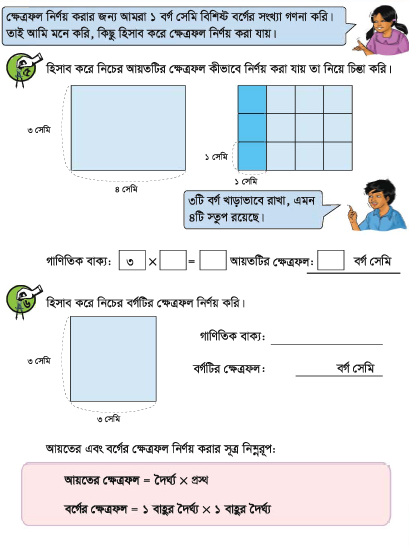 ক্ষেত্রফল নির্ণয় করার জন্য আমরা ১ বর্গ সেমি বিশিষ্ট বর্গের সংখ্যা গণনা করি।
তাই আমি মনে করি, কিছু হিসাব করে ক্ষেত্রফল নির্ণয় করা যায়।
৫ হিসাব করে নিচের আয়তটির ক্ষেত্রফল কীভাবে নির্ণয় করা যায় তা নিয়ে চিন্তা করি।
৩ সেমি
১ সেমি
৪ সেমি
১ সেমি
৩টি বর্গ খাড়াভাবে রাখা, এমন
৪টি স্তুপ রয়েছে।
গাণিতিক বাক্য: ৩ × = আয়তটির ক্ষেত্রফল: বর্গ সেমি
৬ হিসাব করে নিচের বর্গটির ক্ষেত্রফল নির্ণয় করি।
গাণিতিক বাক্য:
৩ সেমি
বর্গটির ক্ষেত্রফল: বর্গ সেমি
৩ সেমি
আয়তের এবং বর্গের ক্ষেত্রফল নির্ণয় করার সূত্র নিম্নরূপ:
আয়তের ক্ষেত্রফল = দৈর্ঘ্য × প্রস্থ
বর্গের ক্ষেত্রফল = ১ বাহুর দৈর্ঘ্য × ১ বাহুর দৈর্ঘ্য